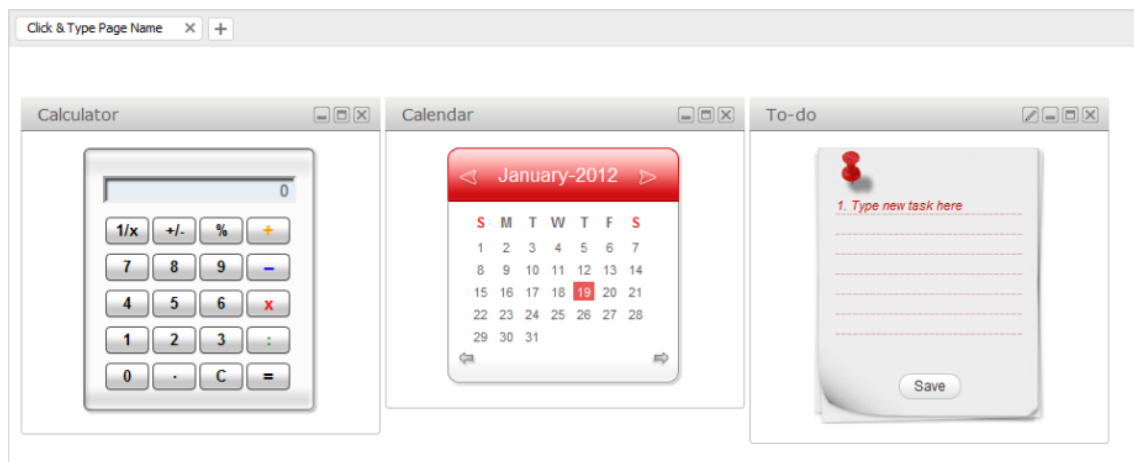 Click & Type Page Name
Calculator
0
1/x +/- % +
7 8 9 −
4 5 6 x
1 2 3 :
0 . C =
Calendar
January-2012
S M T W T F S
1 2 3 4 5 6 7
8 9 10 11 12 13 14
15 16 17 18 19 20 21
22 23 24 25 26 27 28
29 30 31
To-do
1. Type new task here
Save